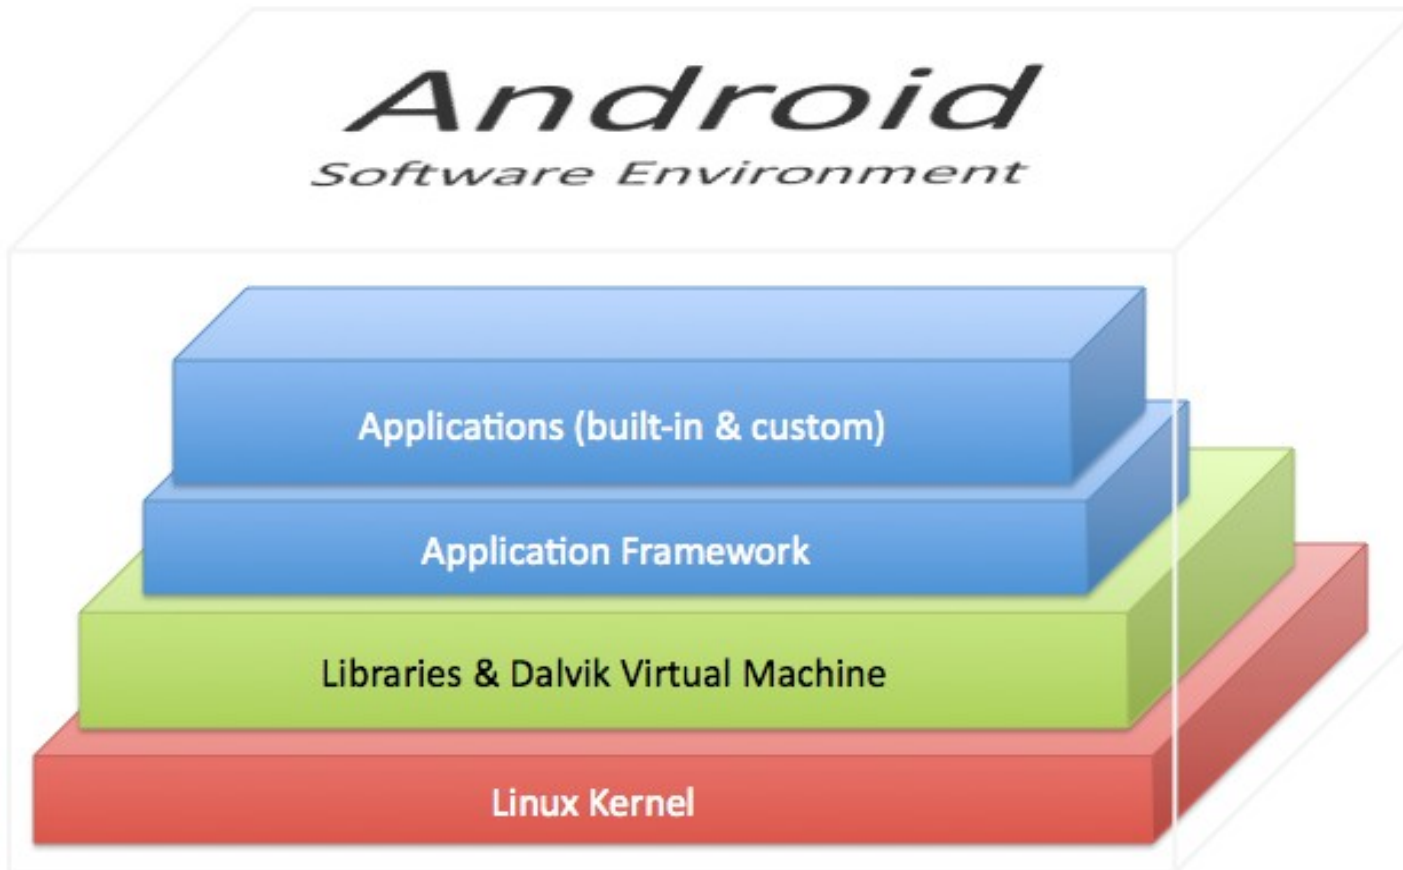 Android
Software Environment
Applications (built-in & custom)
Application Framework
Libraries & Dalvik Virtual Machine
Linux Kernel